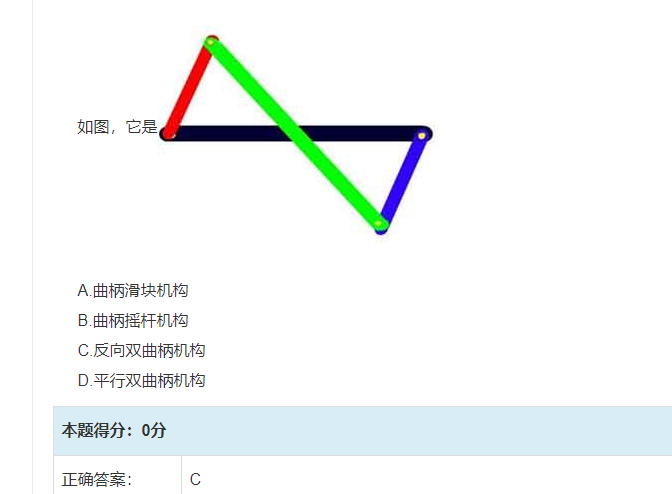 如图，它是
A.曲柄滑块机构
B.曲柄摇杆机构
C.反向双曲柄机构
D.平行双曲柄机构
本题得分：0分
正确答案： C